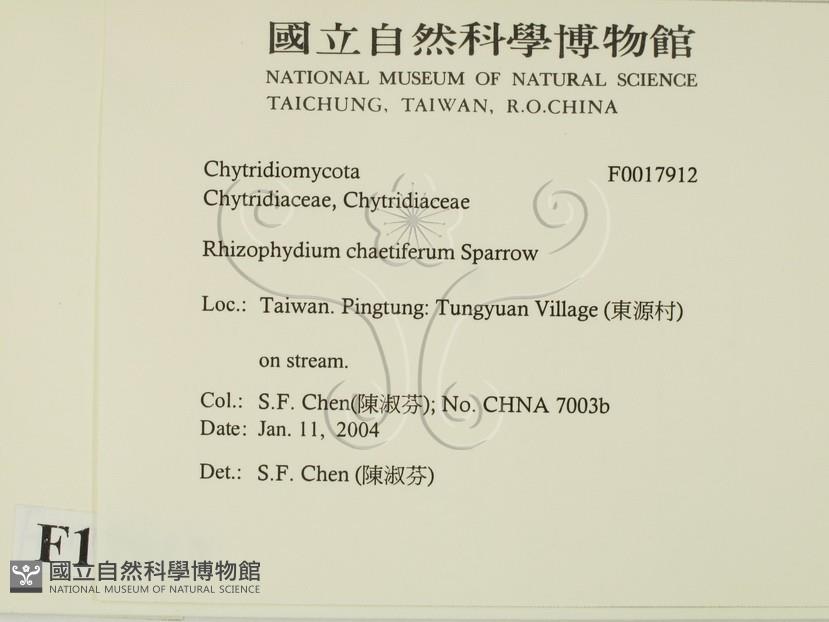 國立自然科學博物館
NATIONAL MUSEUM OF NATURAL SCIENCE
TAICHUNG, TAIWAN, R.O.CHINA
Chytridiomycota F0017912
Chytridiaceae, Chytridiaceae
Rhizophydium chaetiferum Sparrow
Loc.: Taiwan. Pingtung: Tungyuan Village (東源村)
on stream.
Col.: S.F. Chen(陳淑芬); No. CHNA 7003b
Date: Jan. 11, 2004
Det.: S.F. Chen (陳淑芬)
F1
國立自然科學博物館
NATIONAL MUSEUM OF NATURAL SCIENCE